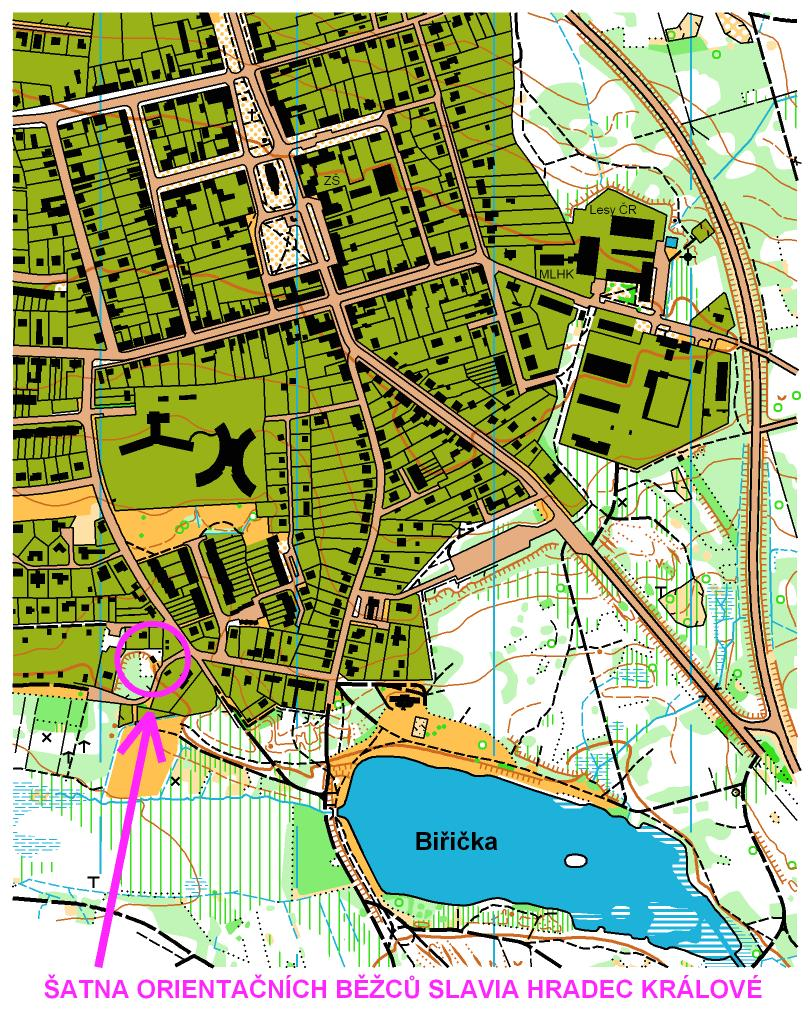 ZŠ
Lesy ČR
MLHK
Biřička
ŠATNA ORIENTAČNÍCH BĚŽCŮ SLAVIA HRADEC KRÁLOVÉ